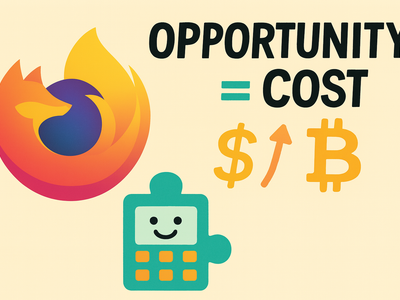 OPPORTUNITY
= COST
$ ₿